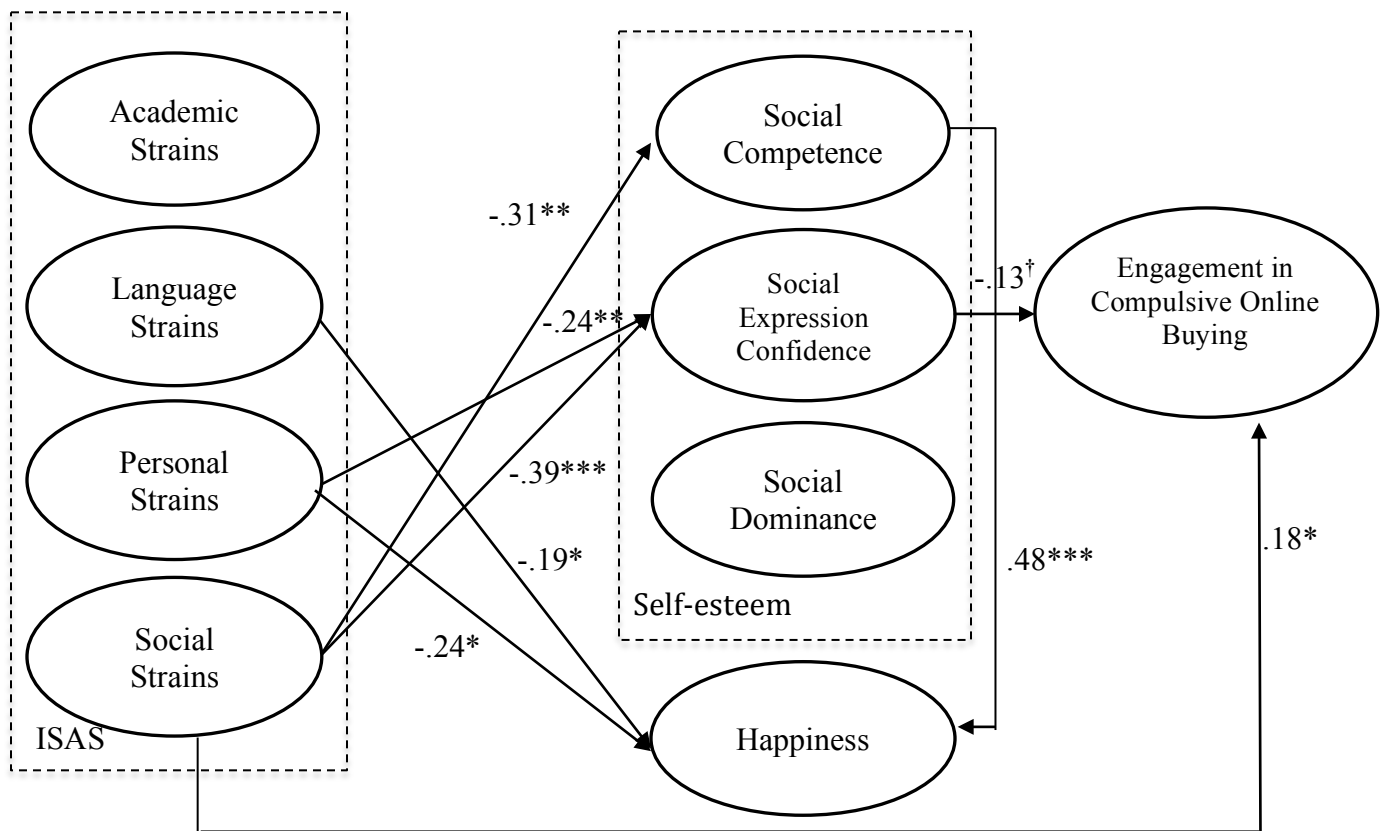 Academic
Strains
Language
Strains
Personal
Strains
Social
Strains
ISAS
-.31**
-.24**
-.39***
-.19*
-.24*
Social
Competence
Social
Expression
Confidence
Social
Dominance
Self-esteem
Happiness
-.13†
.48***
Engagement in
Compulsive Online
Buying
.18*